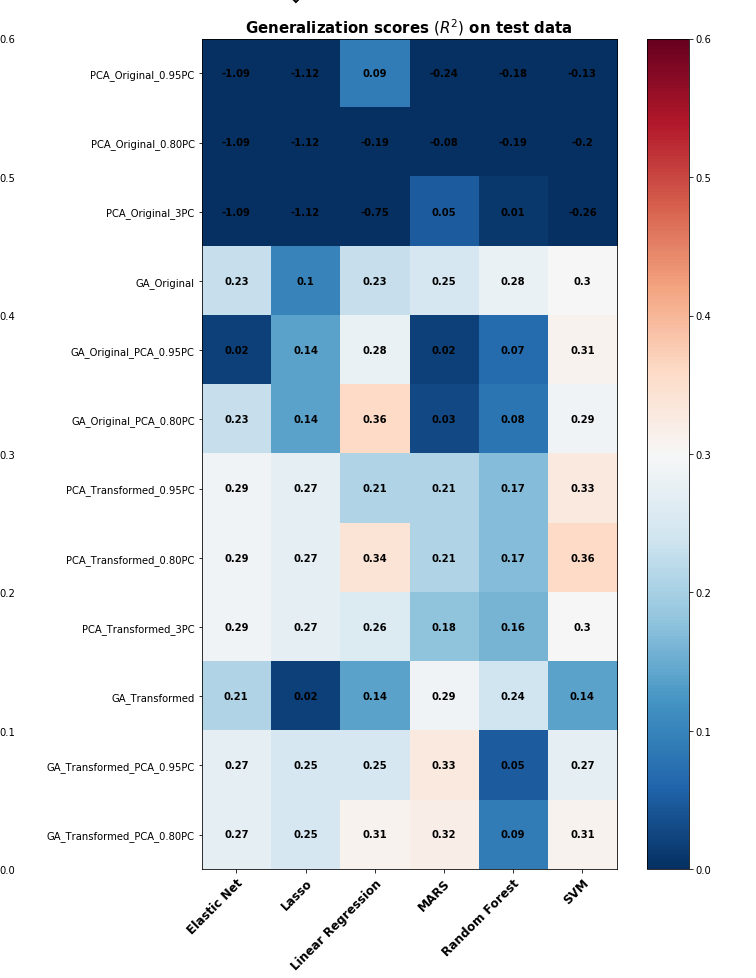 Generalization scores (R²) on test data
0.6
PCA_Original_0.95PC -1.09 -1.12 0.09 -0.24 -0.18 -0.13 0.6
PCA_Original_0.80PC -1.09 -1.12 -0.19 -0.08 -0.19 -0.2
0.5 0.5
PCA_Original_3PC -1.09 -1.12 -0.75 0.05 0.01 -0.26
GA_Original 0.23 0.1 0.23 0.25 0.28 0.3
0.4 0.4
GA_Original_PCA_0.95PC 0.02 0.14 0.28 0.02 0.07 0.31
GA_Original_PCA_0.80PC 0.23 0.14 0.36 0.03 0.08 0.29
0.3 0.3
PCA_Transformed_0.95PC 0.29 0.27 0.21 0.21 0.17 0.33
PCA_Transformed_0.80PC 0.29 0.27 0.34 0.21 0.17 0.36
0.2 0.2
PCA_Transformed_3PC 0.29 0.27 0.26 0.18 0.16 0.3
GA_Transformed 0.21 0.02 0.14 0.29 0.24 0.14
0.1 0.1
GA_Transformed_PCA_0.95PC 0.27 0.25 0.25 0.33 0.05 0.27
GA_Transformed_PCA_0.80PC 0.27 0.25 0.31 0.32 0.09 0.31
0.0 0.0
Elastic Net
Lasso
Linear Regression
MARS
Random Forest
SVM